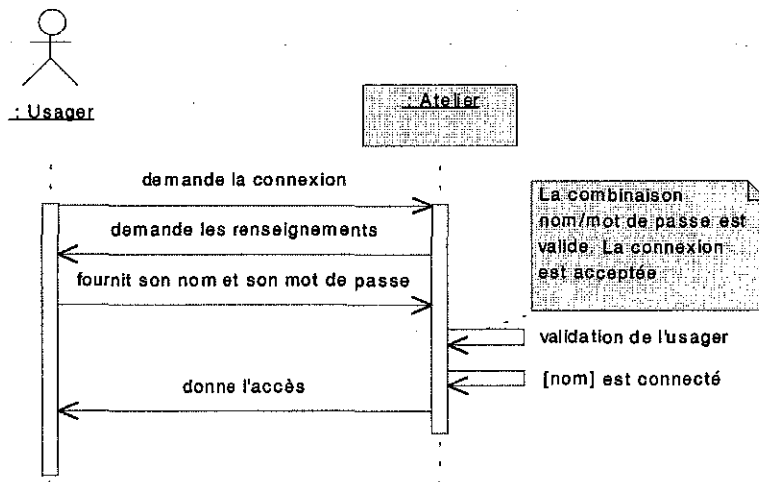 : Usager
: Atelier
demande la connexion
La combinaison
nom/mot de passe est
valide. La connexion
est acceptée
demande les renseignements
fournit son nom et son mot de passe
validation de l'usager
[nom] est connecté
donne l'accès